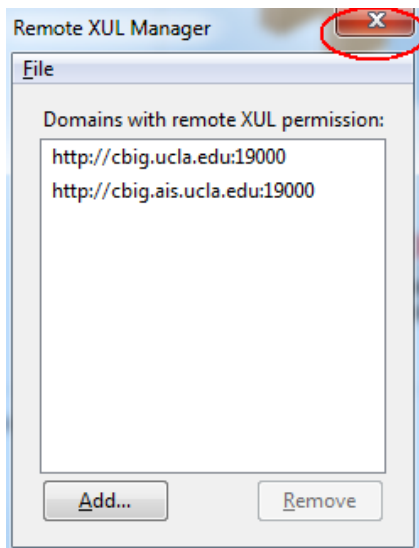 Remote XUL Manager
File
Domains with remote XUL permission:
http://cbig.ucla.edu:19000
http://cbig.ais.ucla.edu:19000
Add...
Remove